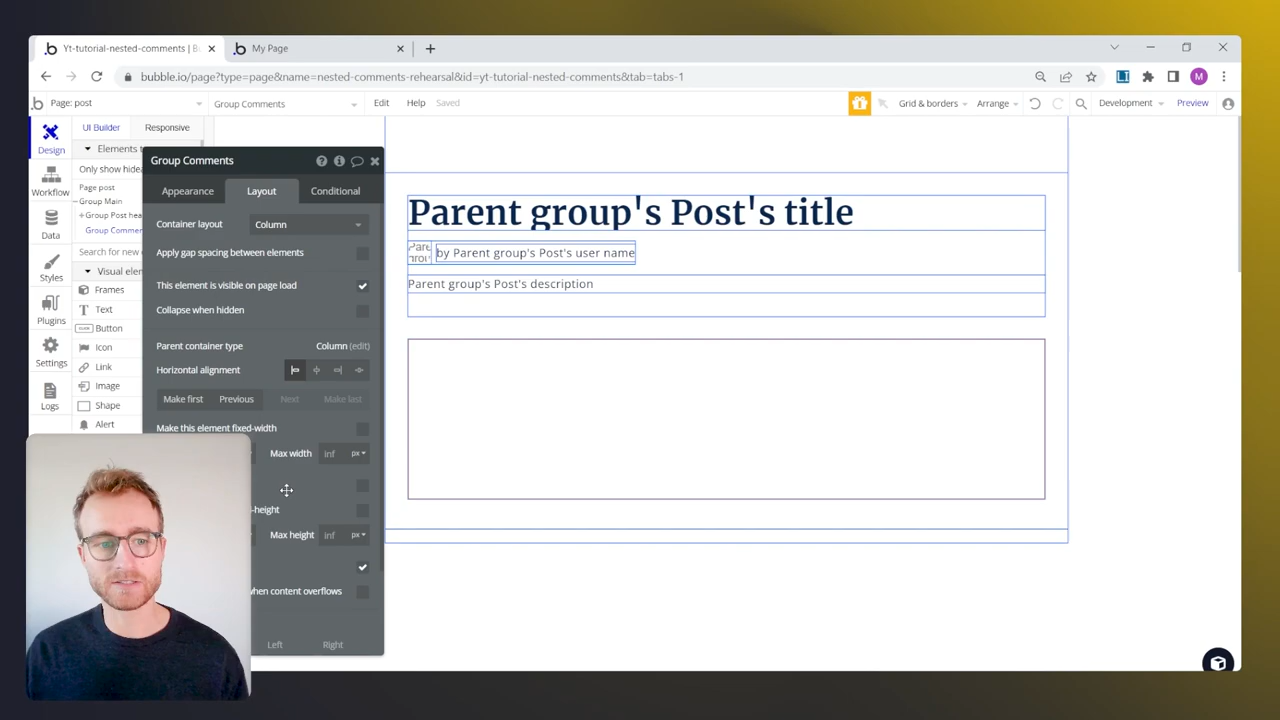 Yt-tutorial-nested-comments | B
My Page
bubble.io/page?type=page&name=nested-comments-rehearsal&id=yt-tutorial-nested-comments&tab=tabs-1
M
Page: post
Group Comments
Edit
Help
Saved
Grid & borders
Arrange
Development
Preview
Design
Workflow
Data
Styles
Plugins
Settings
Logs
UI Builder
Responsive
Elements t
Only show hide
Page post
Group Main
Group Post hea
Group Commen
Search for new
Visual elem
Frames
Text
Button
Icon
Link
Image
Shape
Alert
Group Comments
Appearance
Layout
Conditional
Container layout
Column
Apply gap spacing between elements
This element is visible on page load
Collapse when hidden
Parent container type
Column (edit)
Horizontal alignment
Make first
Previous
Next
Make last
Make this element fixed-width
Max width
inf
px
-height
Max height
inf
px
when content overflows
Left
Right
Parent group's Post's title
Pare
grou
by Parent group's Post's user name
Parent group's Post's description